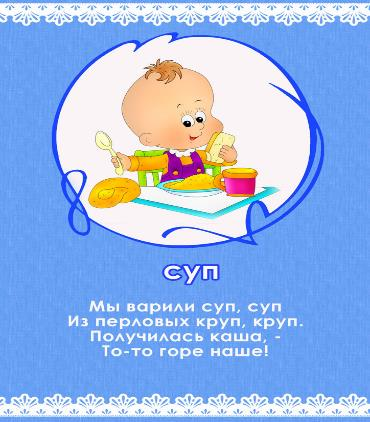 суп
Мы варили суп, суп
Из перловых круп, круп.
Получилась каша, -
То-то горе наше!